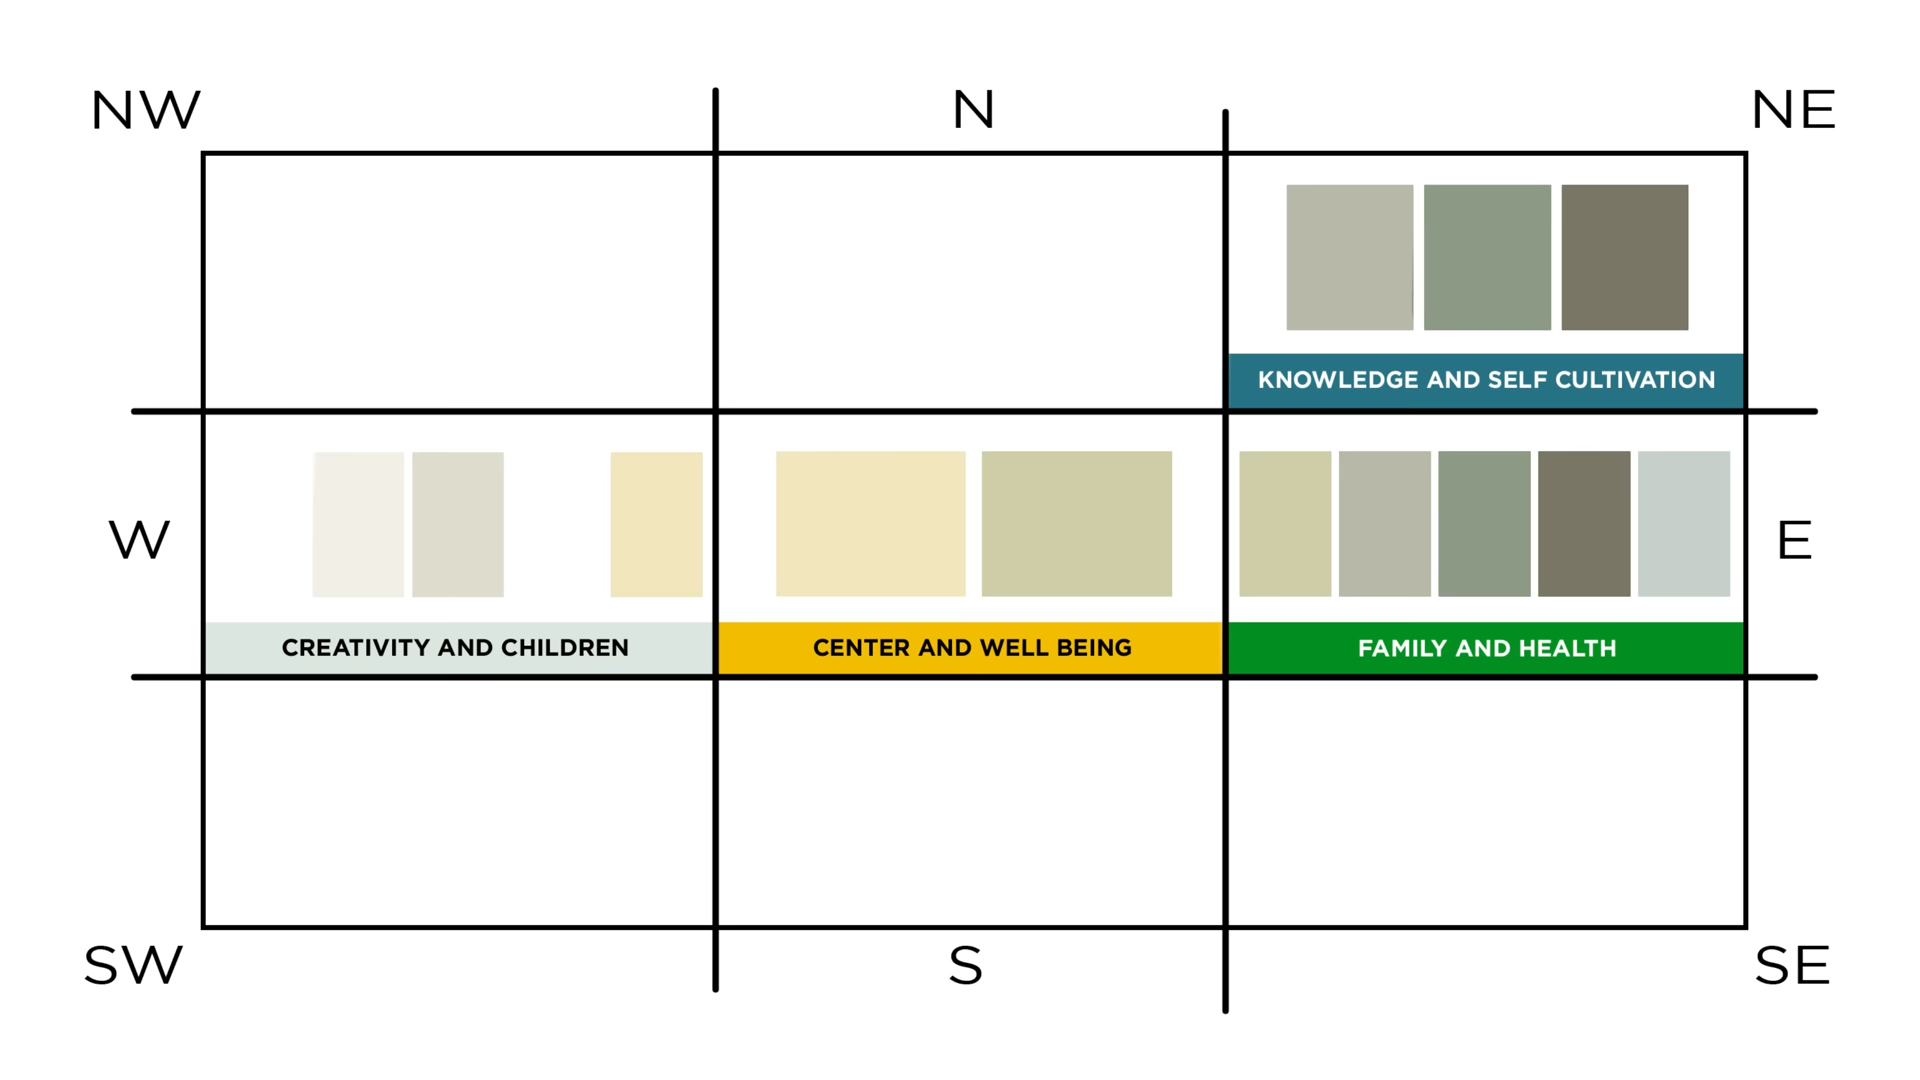 NW
N
NE
KNOWLEDGE AND SELF CULTIVATION
W
E
CREATIVITY AND CHILDREN
CENTER AND WELL BEING
FAMILY AND HEALTH
SW
S
SE